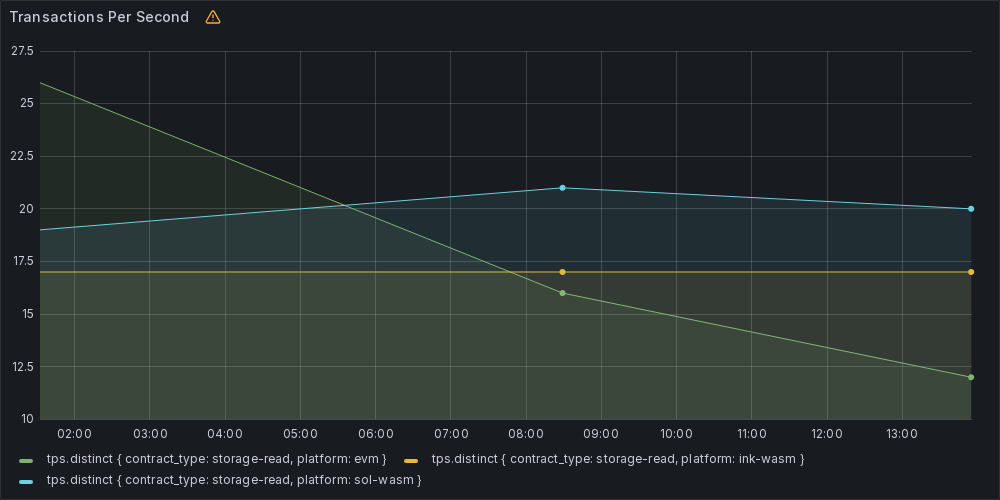 Transactions Per Second
27.5
25
22.5
20
17.5
15
12.5
10
02:00 03:00 04:00 05:00 06:00 07:00 08:00 09:00 10:00 11:00 12:00 13:00
tps.distinct { contract_type: storage-read, platform: evm } tps.distinct { contract_type: storage-read, platform: ink-wasm }
tps.distinct { contract_type: storage-read, platform: sol-wasm }